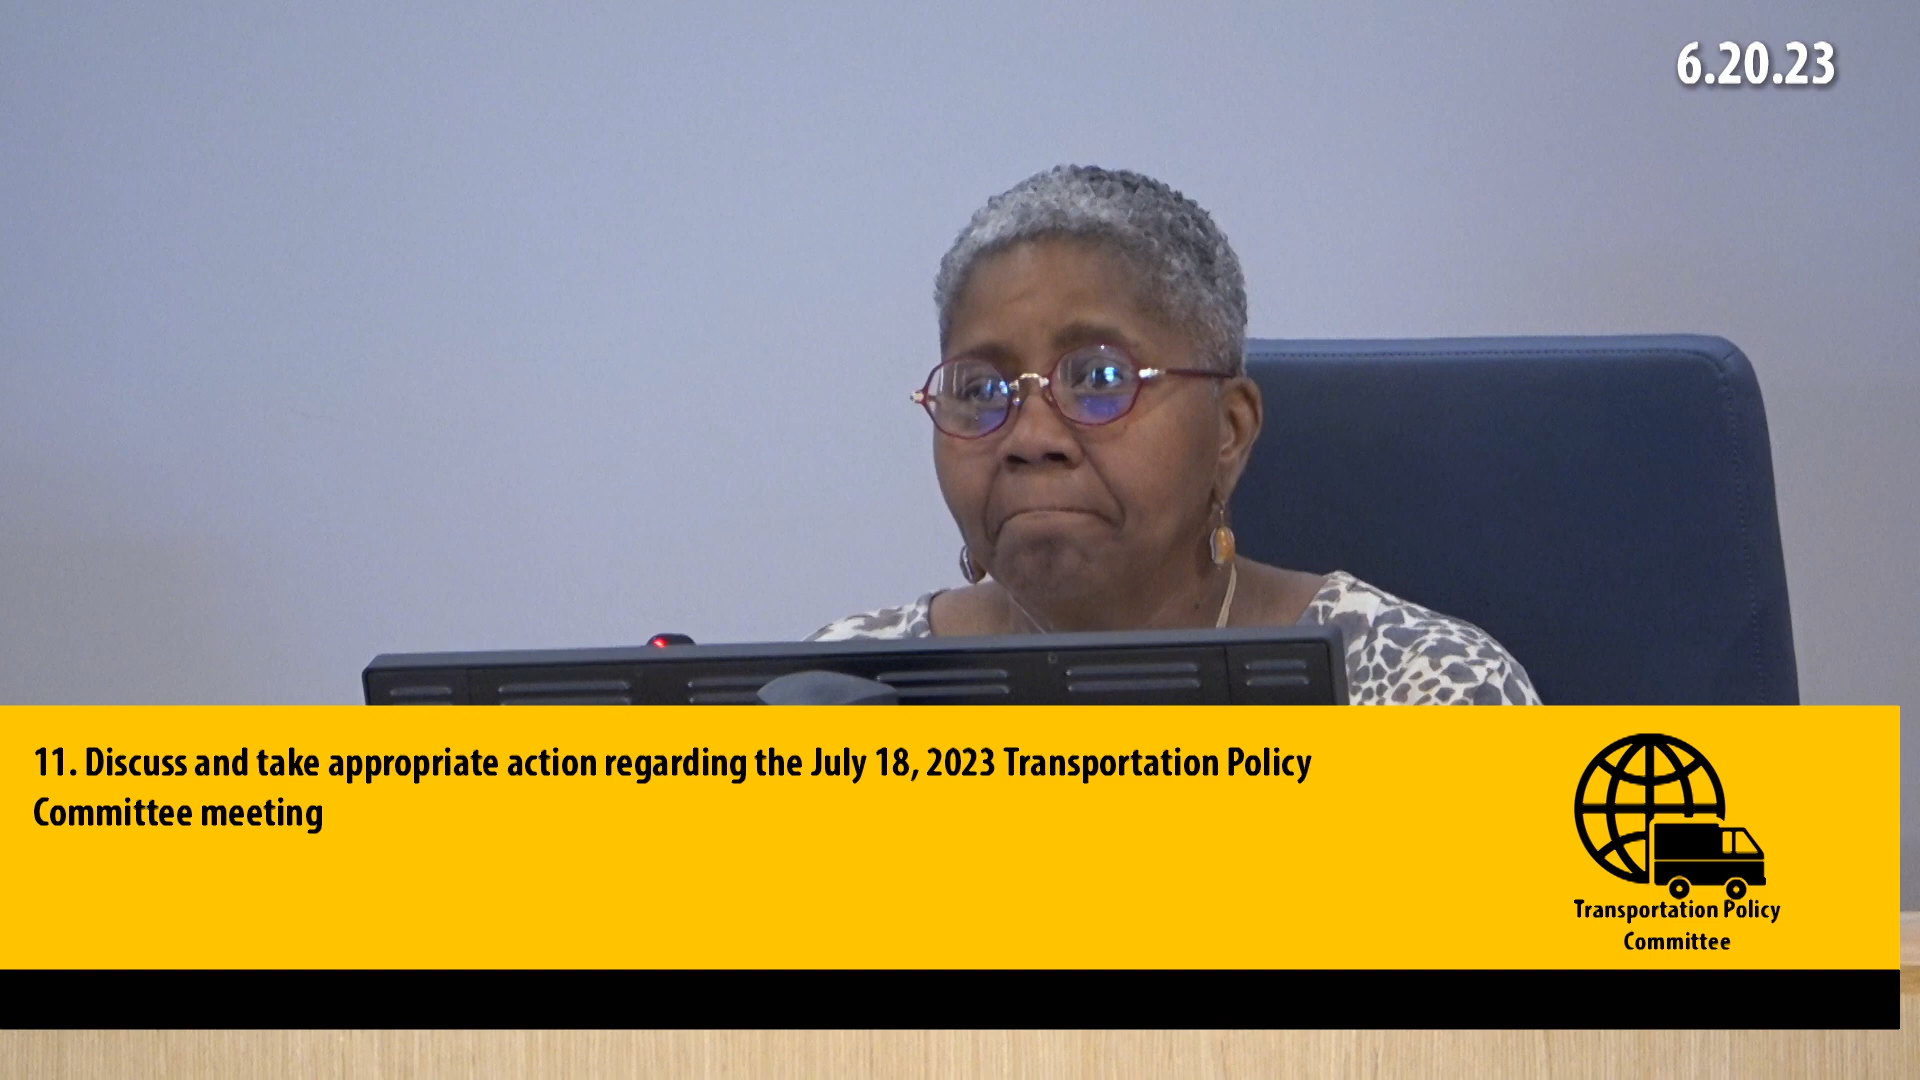 6.20.23
11. Discuss and take appropriate action regarding the July 18, 2023 Transportation Policy
Committee meeting
Transportation Policy
Committee